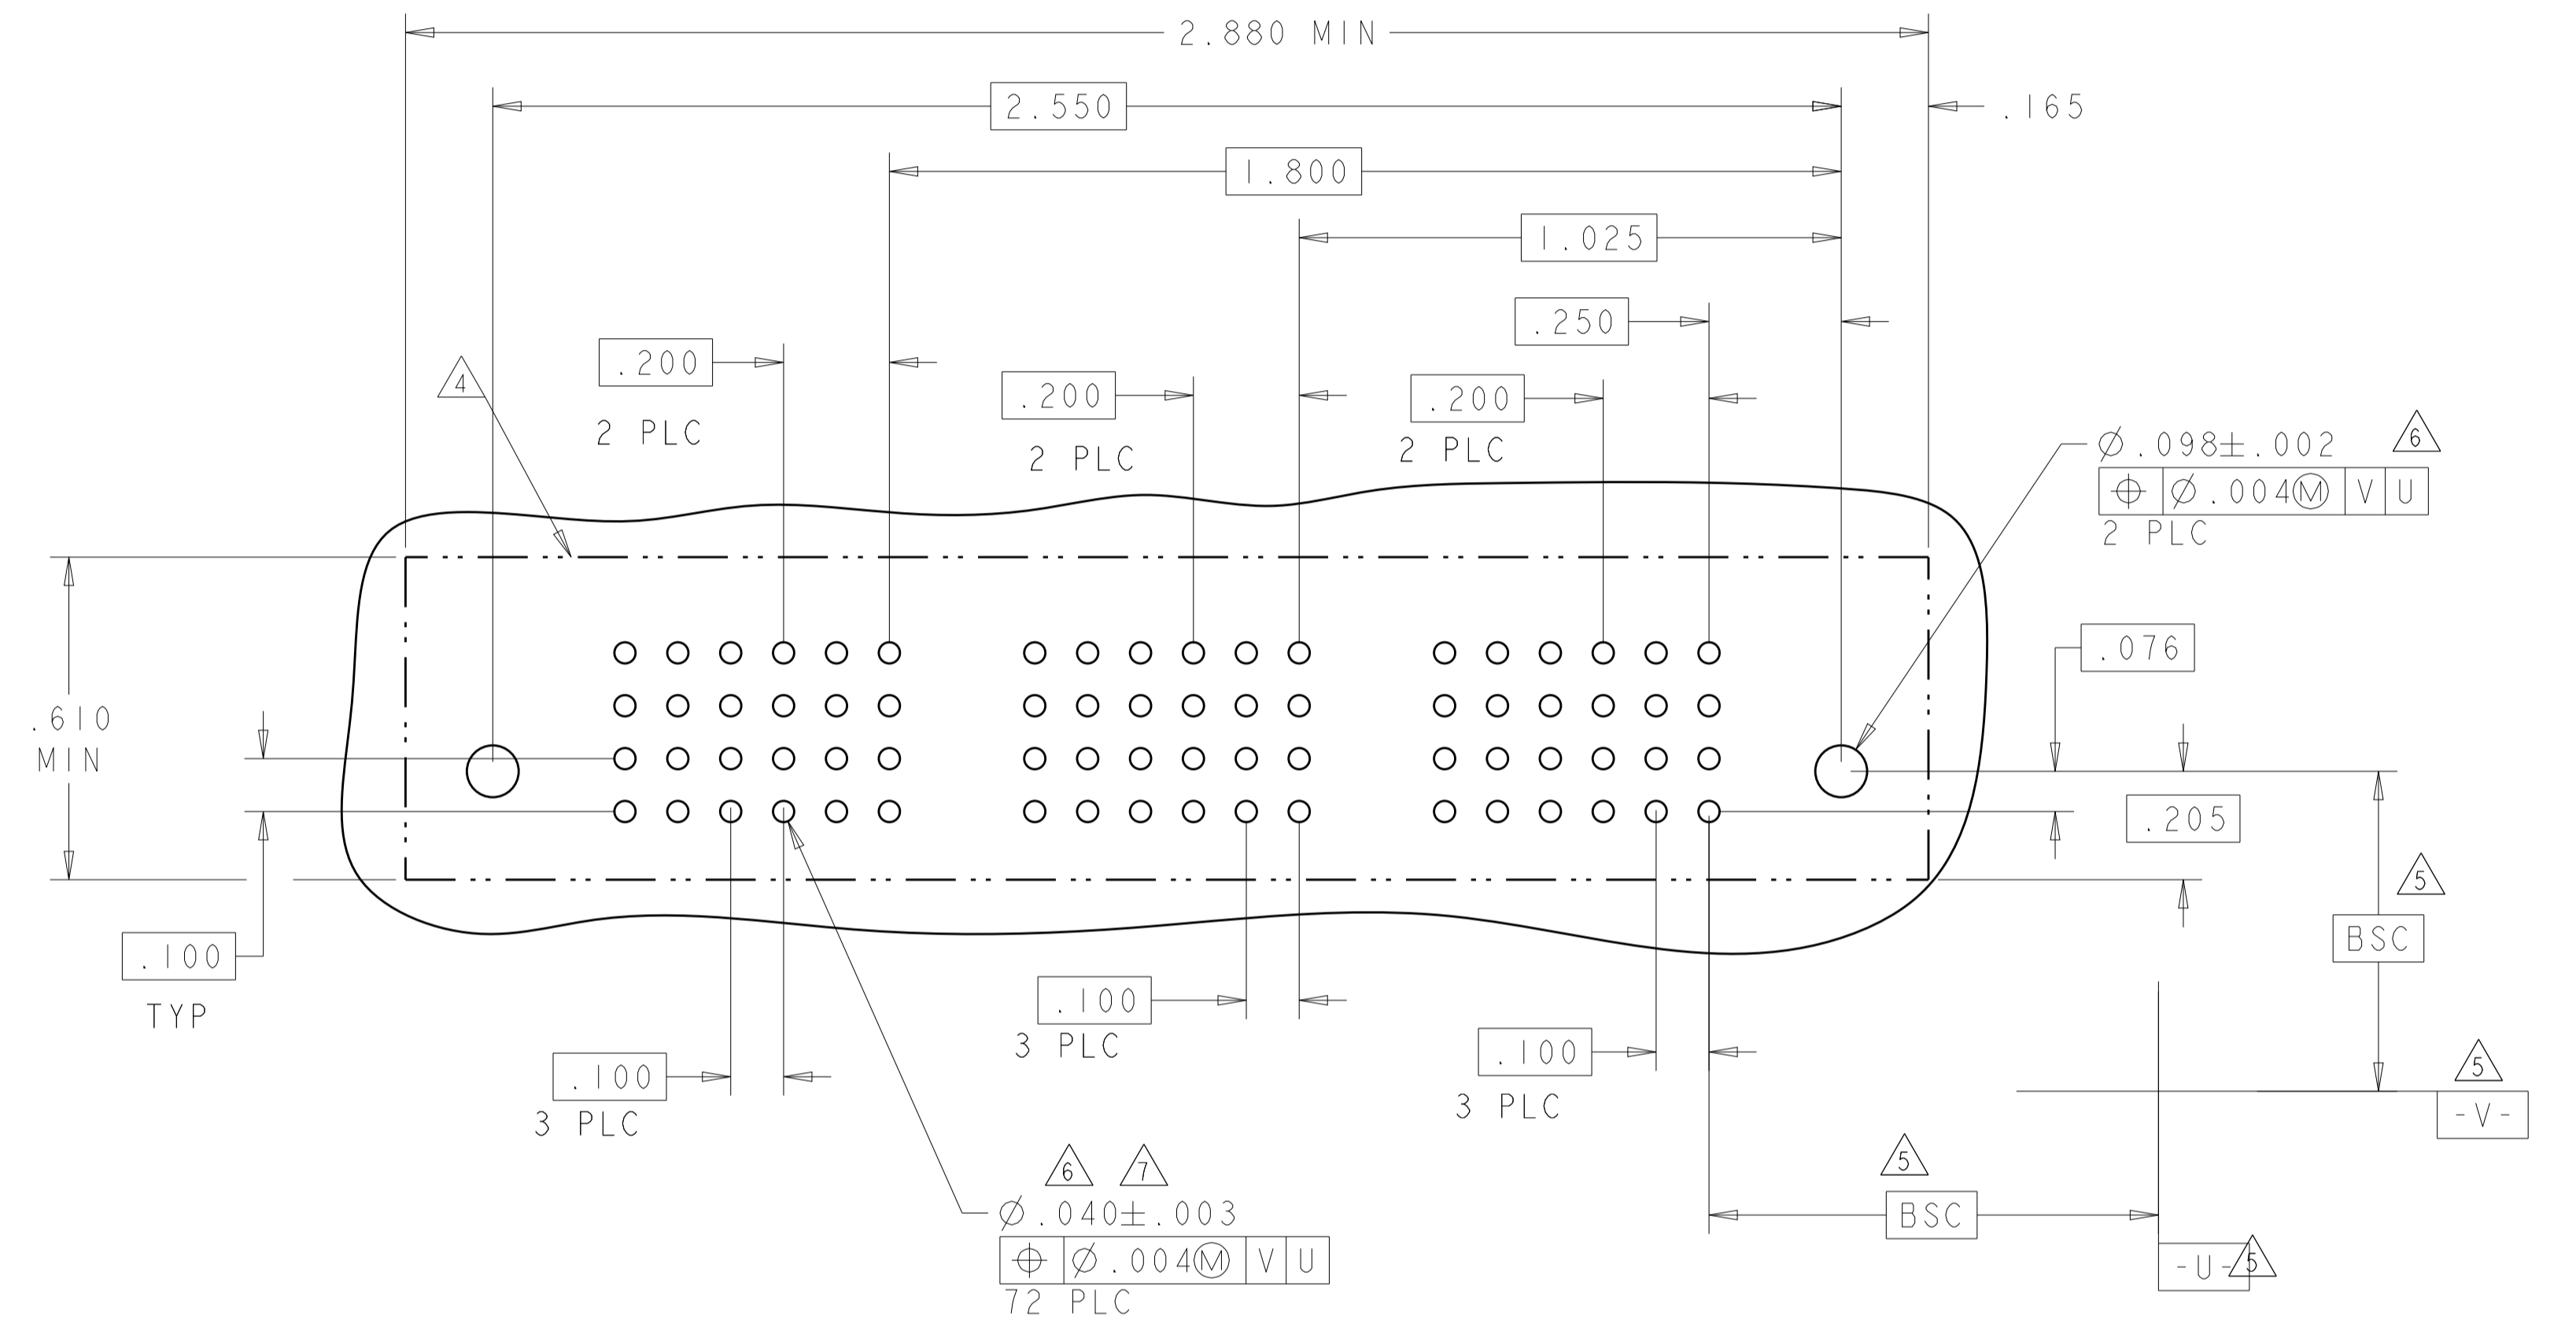 2.880 MIN
2.550
.165
1.800
1.025
.250
.200
2 PLC
.200
2 PLC
.200
2 PLC
4
⌀.098±.002
6
⌖ ⌀.004Ⓜ V U
2 PLC
.076
.610
MIN
.205
5
BSC
.100
TYP
.100
3 PLC
.100
3 PLC
.100
3 PLC
5
-V-
5
BSC
-U-
5
6 7
⌀.040±.003
⌖ ⌀.004Ⓜ V U
72 PLC